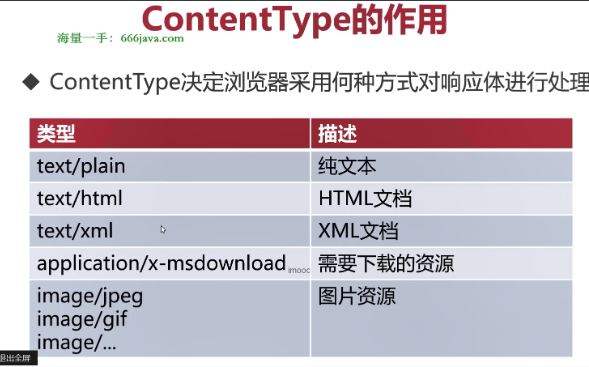 ContentType的作用
海量一手：666java.com
◆ ContentType决定浏览器采用何种方式对响应体进行处理
类型 描述
text/plain 纯文本
text/html HTML文档
text/xml XML文档
application/x-msdownload imooc 需要下载的资源
image/jpeg 图片资源
image/gif
image/...
退出全屏